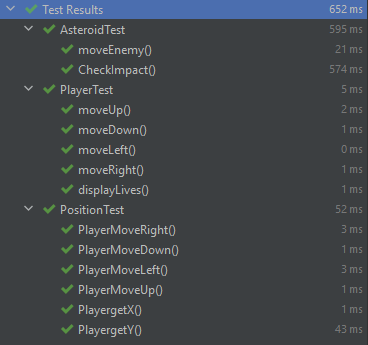 Test Results 652 ms
AsteroidTest 595 ms
moveEnemy() 21 ms
CheckImpact() 574 ms
PlayerTest 5 ms
moveUp() 2 ms
moveDown() 1 ms
moveLeft() 0 ms
moveRight() 1 ms
displayLives() 1 ms
PositionTest 52 ms
PlayerMoveRight() 3 ms
PlayerMoveDown() 1 ms
PlayerMoveLeft() 3 ms
PlayerMoveUp() 1 ms
PlayergetX() 1 ms
PlayergetY() 43 ms